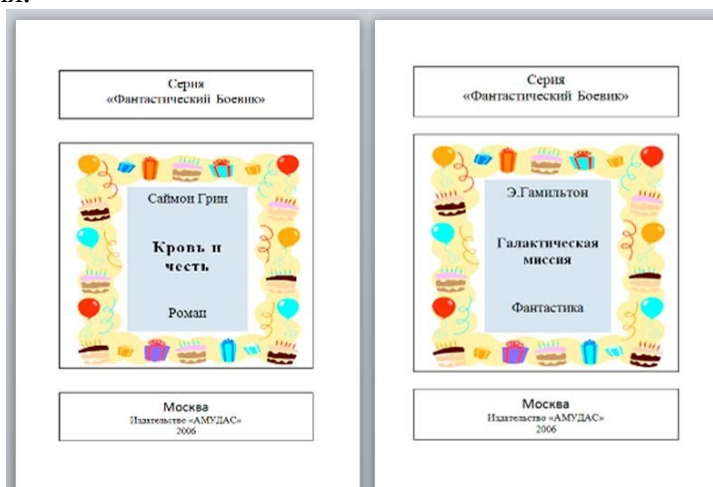 Серия
«Фантастический Боевик»
Саймон Грин
Кровь и
честь
Роман
Москва
Издательство «АМУДАС»
2006
Серия
«Фантастический Боевик»
Э.Гамильтон
Галактическая
миссия
Фантастика
Москва
Издательство «АМУДАС»
2006